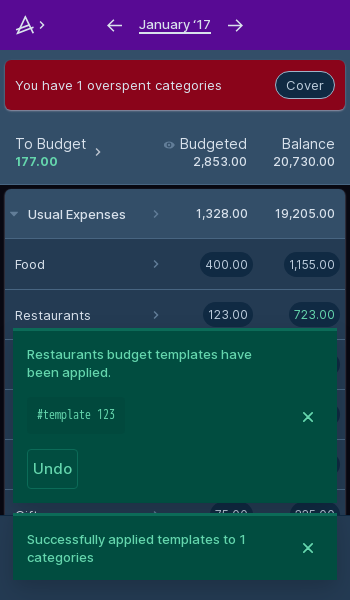 January ‘17
You have 1 overspent categories Cover
To Budget Budgeted Balance
177.00 2,853.00 20,730.00
Usual Expenses 1,328.00 19,205.00
Food 400.00 1,155.00
Restaurants 123.00 723.00
Restaurants budget templates have
been applied.
#template 123
Undo
Successfully applied templates to 1
categories